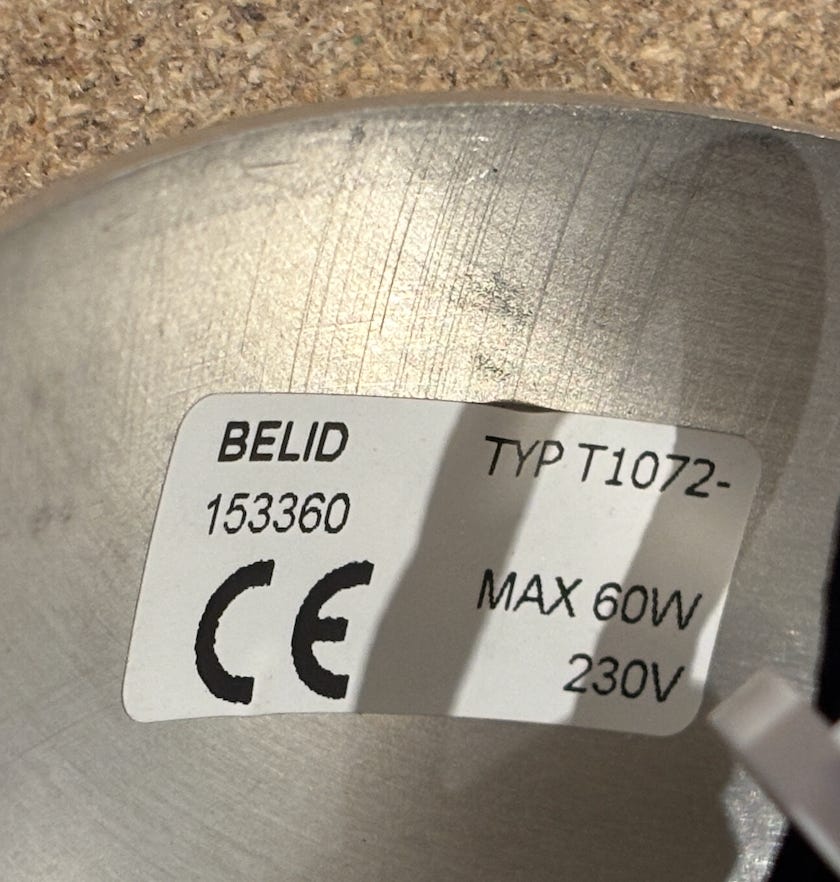 BELID
153360
CE
TYP T1072-
MAX 60W
230V